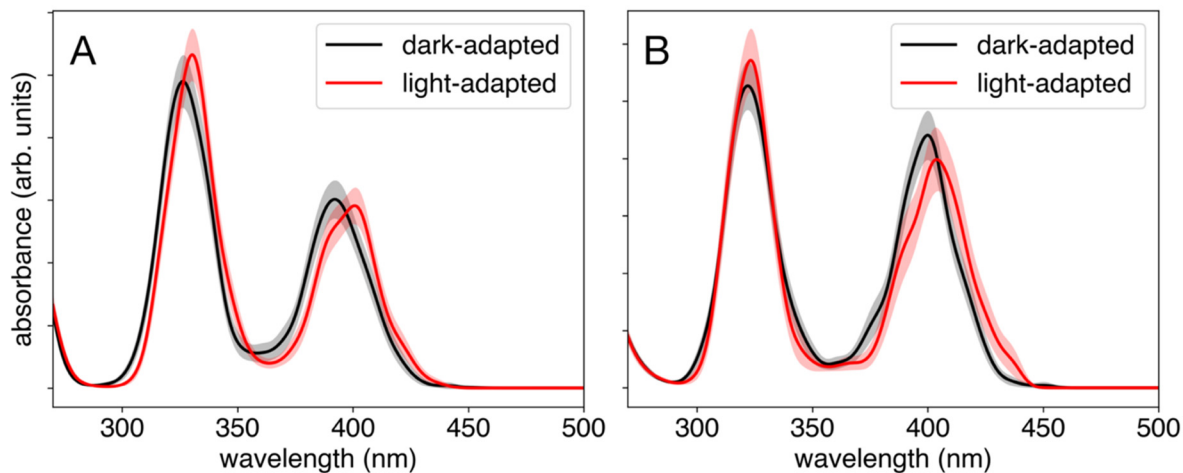 A
dark-adapted
light-adapted
B
dark-adapted
light-adapted
absorbance (arb. units)
300 350 400 450 500
300 350 400 450 500
wavelength (nm)
wavelength (nm)